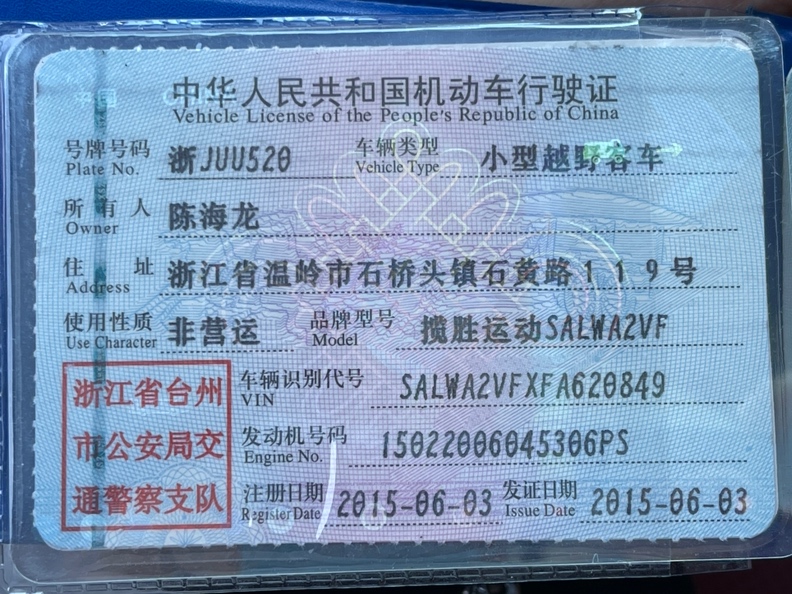 中华人民共和国机动车行驶证
Vehicle License of the People's Republic of China
号牌号码 浙JUU520 车辆类型 小型越野客车
Plate No. Vehicle Type
所有人 陈海龙
Owner
住址 浙江省温岭市石桥头镇石黄路119号
Address
使用性质 非营运 品牌型号 揽胜运动SALWA2VF
Use Character Model
浙江省台州
市公安局交
通警察支队
车辆识别代号 SALWA2VFXFA620849
VIN
发动机号码 15022006045306PS
Engine No.
注册日期 2015-06-03 发证日期 2015-06-03
Register Date Issue Date